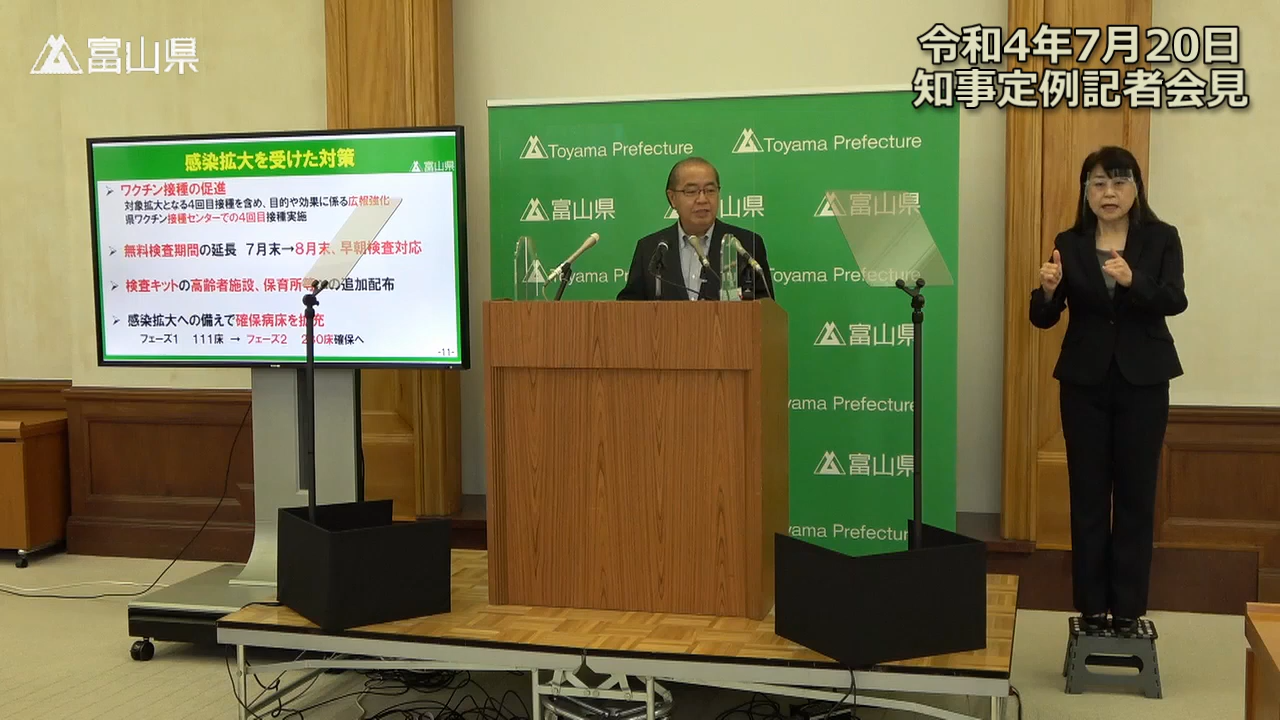 富山県
令和4年7月20日
知事定例記者会見
感染拡大を受けた対策
富山県
ワクチン接種の促進
対象拡大となる4回目接種を含め、目的や効果に係る広報強化
県ワクチン接種センターでの4回目接種実施
無料検査期間の延長 7月末→8月末、早朝検査対応
検査キットの高齢者施設、保育所 の追加配布
感染拡大への備えで確保病床を拡充
フェーズ1 111床 → フェーズ2 2 0床確保へ
-11-
Toyama Prefecture
Toyama Prefecture
富山県
山県
富山県
Toyama Prefecture
富山県
yama Prefecture
富山県
yama Prefecture